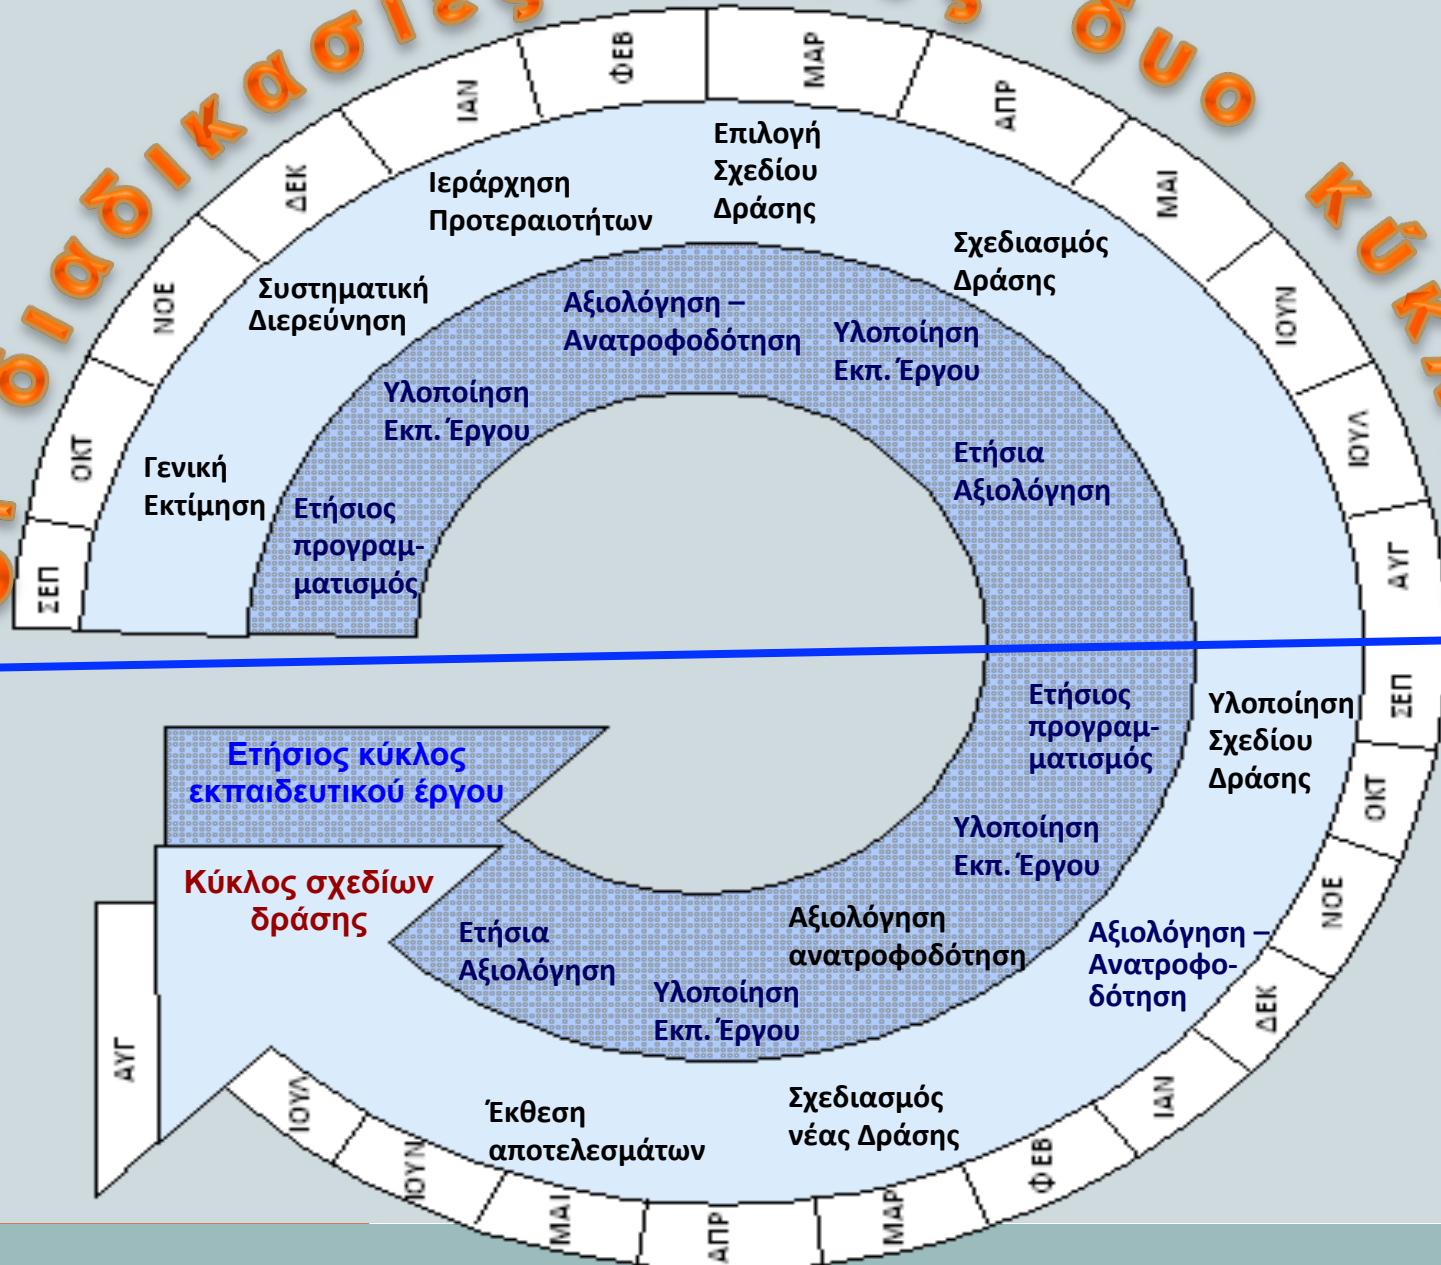 διαδικασίες
δυο
ΣΕΠ
ΟΚΤ
ΝΟΕ
ΔΕΚ
ΙΑΝ
ΦΕΒ
ΜΑΡ
ΑΠΡ
ΜΑΙ
ΙΟΥΝ
ΙΟΥΛ
ΑΥΓ
Γενική
Εκτίμηση
Συστηματική
Διερεύνηση
Ιεράρχηση
Προτεραιοτήτων
Επιλογή
Σχεδίου
Δράσης
Σχεδιασμός
Δράσης
Ετήσιος
προγραμ-
ματισμός
Υλοποίηση
Εκπ. Έργου
Αξιολόγηση –
Ανατροφοδότηση
Υλοποίηση
Εκπ. Έργου
Ετήσια
Αξιολόγηση
ΣΕΠ
ΟΚΤ
ΝΟΕ
ΔΕΚ
ΙΑΝ
ΦΕΒ
ΜΑΡ
ΑΠΡ
ΜΑΙ
ΙΟΥΝ
ΙΟΥΛ
ΑΥΓ
Υλοποίηση
Σχεδίου
Δράσης
Αξιολόγηση –
Ανατροφο-
δότηση
Σχεδιασμός
νέας Δράσης
Έκθεση
αποτελεσμάτων
Ετήσιος
προγραμ-
ματισμός
Υλοποίηση
Εκπ. Έργου
Αξιολόγηση
ανατροφοδότηση
Υλοποίηση
Εκπ. Έργου
Ετήσια
Αξιολόγηση
Ετήσιος κύκλος
εκπαιδευτικού έργου
Κύκλος σχεδίων
δράσης